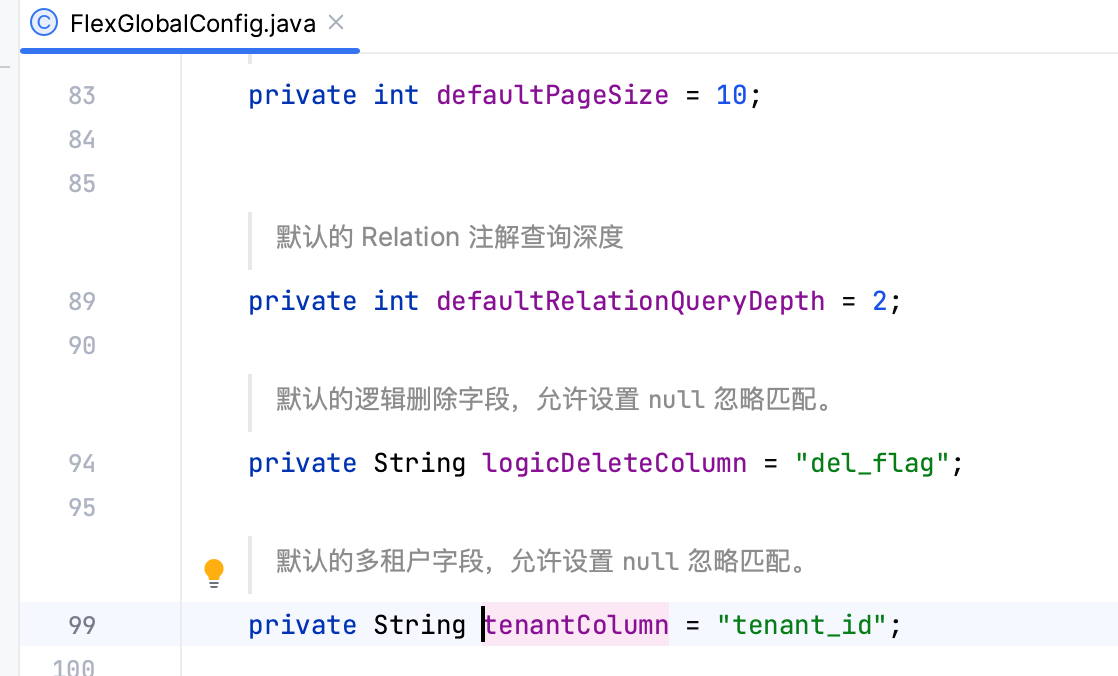 FlexGlobalConfig.java
83 private int defaultPageSize = 10;
84
85
默认的 Relation 注解查询深度
89 private int defaultRelationQueryDepth = 2;
90
默认的逻辑删除字段，允许设置 null 忽略匹配。
94 private String logicDeleteColumn = "del_flag";
95
默认的多租户字段，允许设置 null 忽略匹配。
99 private String tenantColumn = "tenant_id";
100